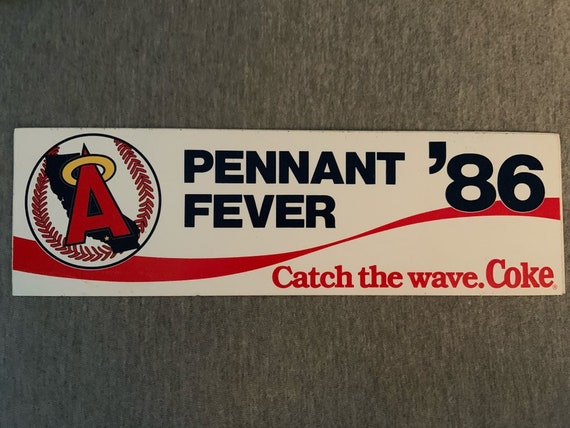 A
PENNANT '86
FEVER
Catch the wave. Coke®